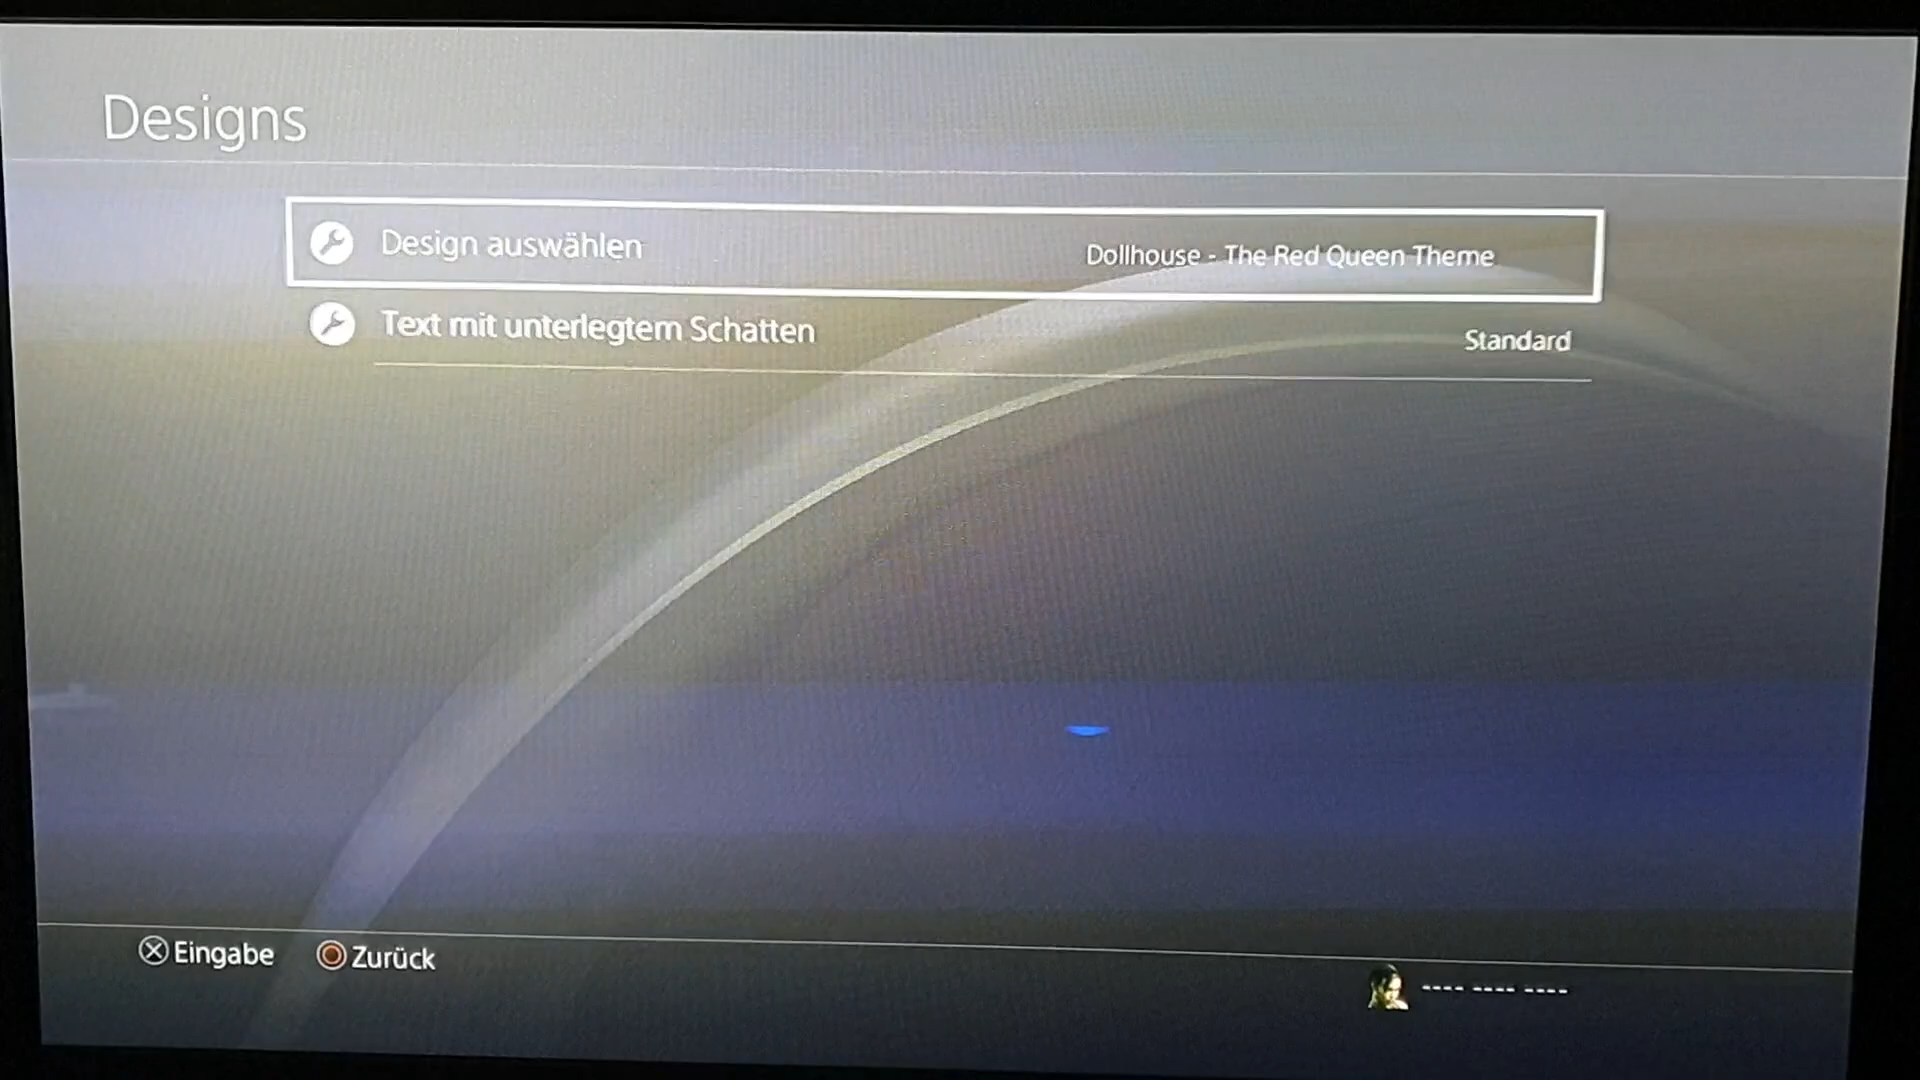 Designs
Design auswählen
Dollhouse - The Red Queen Theme
Text mit unterlegtem Schatten
Standard
Eingabe
Zurück
---- ---- ----